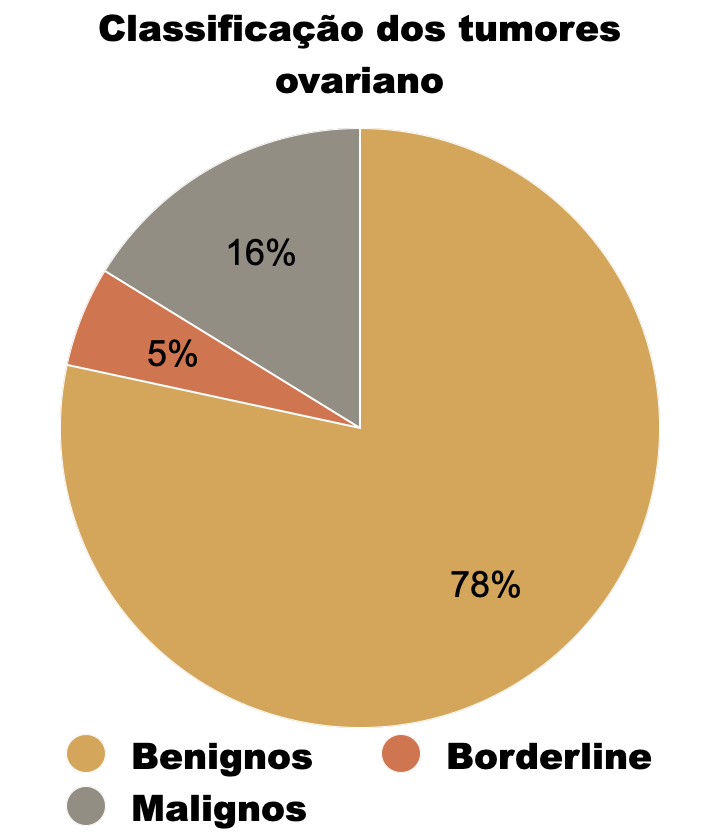 Classificação dos tumores
ovariano
16%
5%
78%
Benignos
Borderline
Malignos